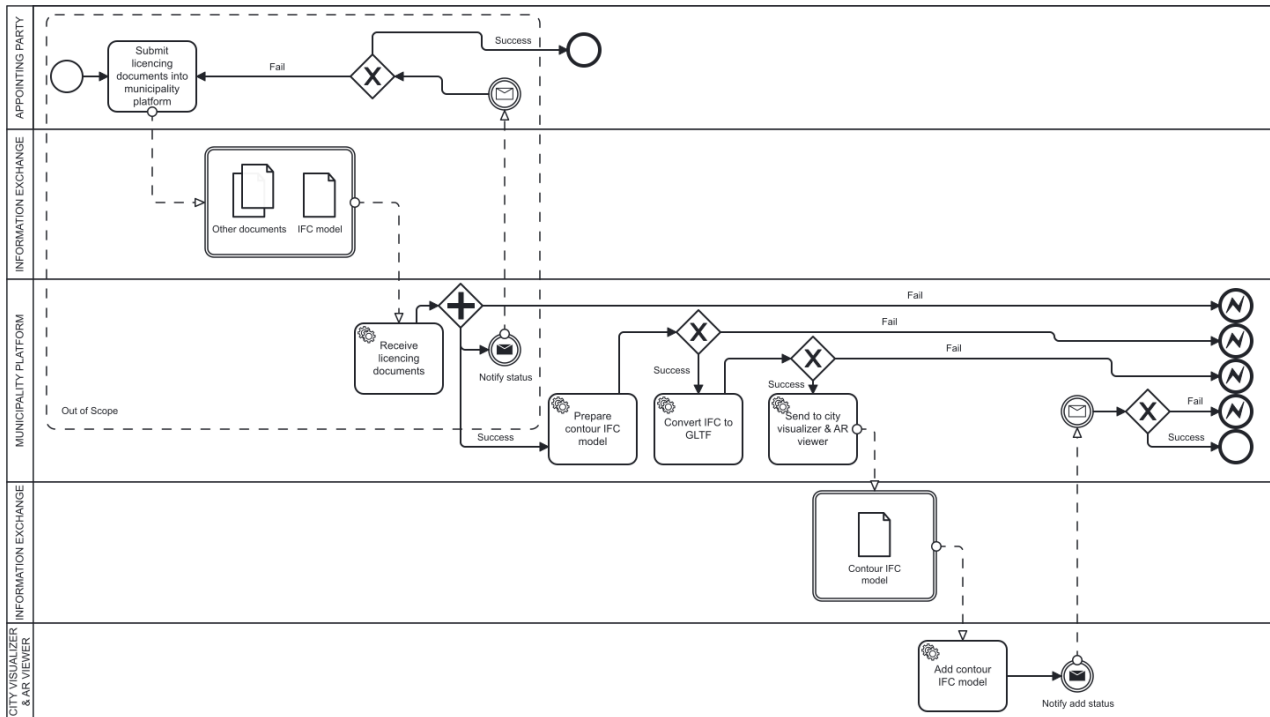 APPOINTING PARTY
Submit
licencing
documents into
municipality
platform
Fail
Success
INFORMATION EXCHANGE
Other documents
IFC model
MUNICIPALITY PLATFORM
Receive
licencing
documents
Notify status
Out of Scope
Success
Fail
Prepare
contour IFC
model
Success
Fail
Convert IFC to
GLTF
Success
Fail
Send to city
visualizer & AR
viewer
Fail
Success
INFORMATION EXCHANGE
Contour IFC
model
CITY VISUALIZER
& AR VIEWER
Add contour
IFC model
Notify add status